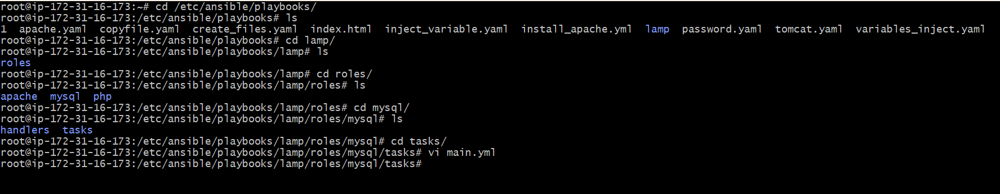 root@ip-172-31-16-173:~# cd /etc/ansible/playbooks/
root@ip-172-31-16-173:/etc/ansible/playbooks# ls
1  apache.yaml  copyfile.yaml  create_files.yaml  index.html  inject_variable.yaml  install_apache.yml  lamp  password.yaml  tomcat.yaml  variables_inject.yaml
root@ip-172-31-16-173:/etc/ansible/playbooks# cd lamp/
root@ip-172-31-16-173:/etc/ansible/playbooks/lamp# ls
roles
root@ip-172-31-16-173:/etc/ansible/playbooks/lamp# cd roles/
root@ip-172-31-16-173:/etc/ansible/playbooks/lamp/roles# ls
apache  mysql  php
root@ip-172-31-16-173:/etc/ansible/playbooks/lamp/roles# cd mysql/
root@ip-172-31-16-173:/etc/ansible/playbooks/lamp/roles/mysql# ls
handlers  tasks
root@ip-172-31-16-173:/etc/ansible/playbooks/lamp/roles/mysql# cd tasks/
root@ip-172-31-16-173:/etc/ansible/playbooks/lamp/roles/mysql/tasks# vi main.yml
root@ip-172-31-16-173:/etc/ansible/playbooks/lamp/roles/mysql/tasks#